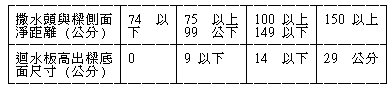 撒水頭與樑側面 74 以 75 以上 100 以上 150 以上
淨距離 (公分) 下 99 公下 149 以下
迴水板高出樑底 0 9 以下 14 以下 29 公分
面尺寸 (公分)